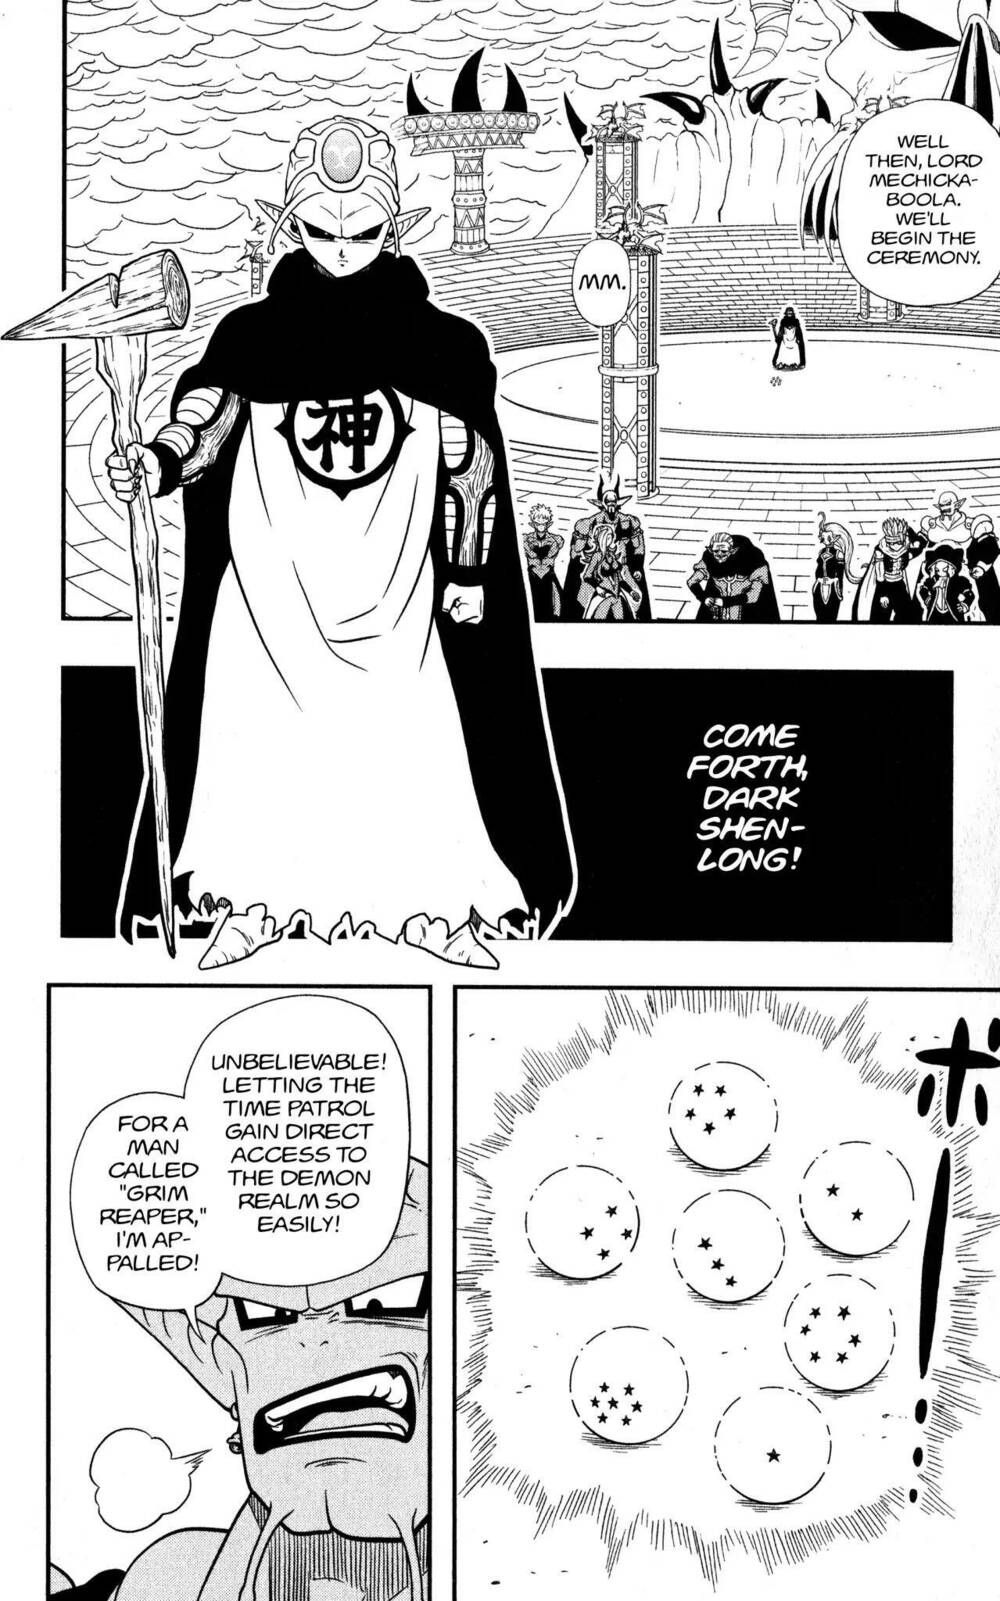 WELL
THEN, LORD
MECHICKA-
BOOLA.
WE'LL
BEGIN THE
CEREMONY.
MM.
神
COME
FORTH,
DARK
SHEN-
LONG!
UNBELIEVABLE!
LETTING THE
TIME PATROL
GAIN DIRECT
ACCESS TO
THE DEMON
REALM SO
EASILY!
FOR A
MAN
CALLED
"GRIM
REAPER,"
I'M AP-
PALLED!
ボ
ー